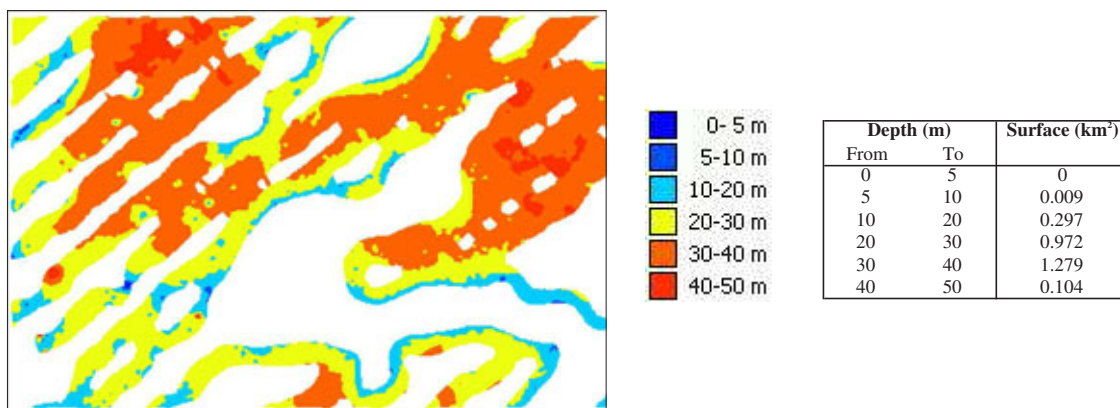 0- 5 m
5-10 m
10-20 m
20-30 m
30-40 m
40-50 m
Depth (m) Surface (km²)
From To
0 5 0
5 10 0.009
10 20 0.297
20 30 0.972
30 40 1.279
40 50 0.104